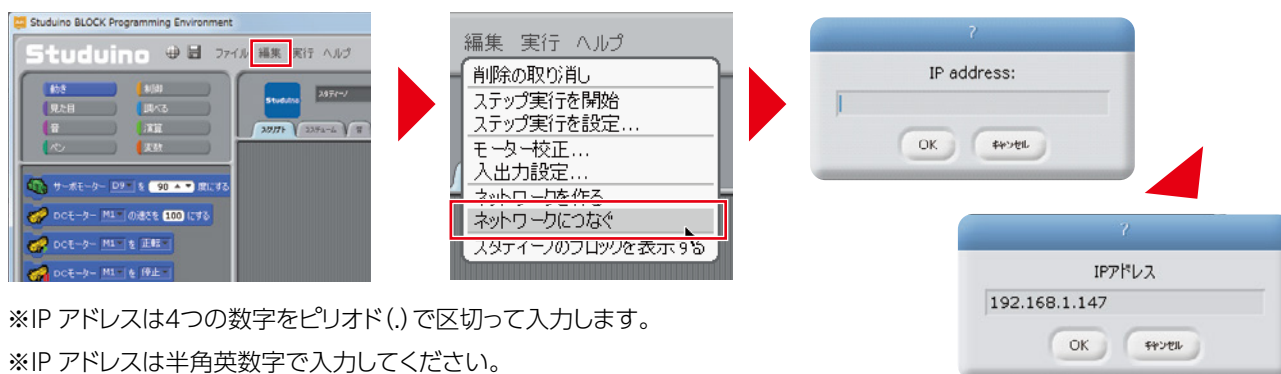 Studuino BLOCK Programming Environment
Studuino ファイル 編集 実行 ヘルプ
動き 制御
見た目 調べる
音 演算
ペン 変数
Studuino
スタディーノ
スクリプト コスチューム 音
サーボモーター D9 を 90 度にする
DCモーター M1 の速さを 100 にする
DCモーター M1 を 正転
DCモーター M1 を 停止
編集 実行 ヘルプ
削除の取り消し
ステップ実行を開始
ステップ実行を設定...
モーター校正...
入出力設定...
ネットワークを作る
ネットワークにつなぐ
スタディーノのブロックを表示する
?
IP address:
OK キャンセル
?
IPアドレス
192.168.1.147
OK キャンセル
※IP アドレスは4つの数字をピリオド(.)で区切って入力します。
※IP アドレスは半角英数字で入力してください。